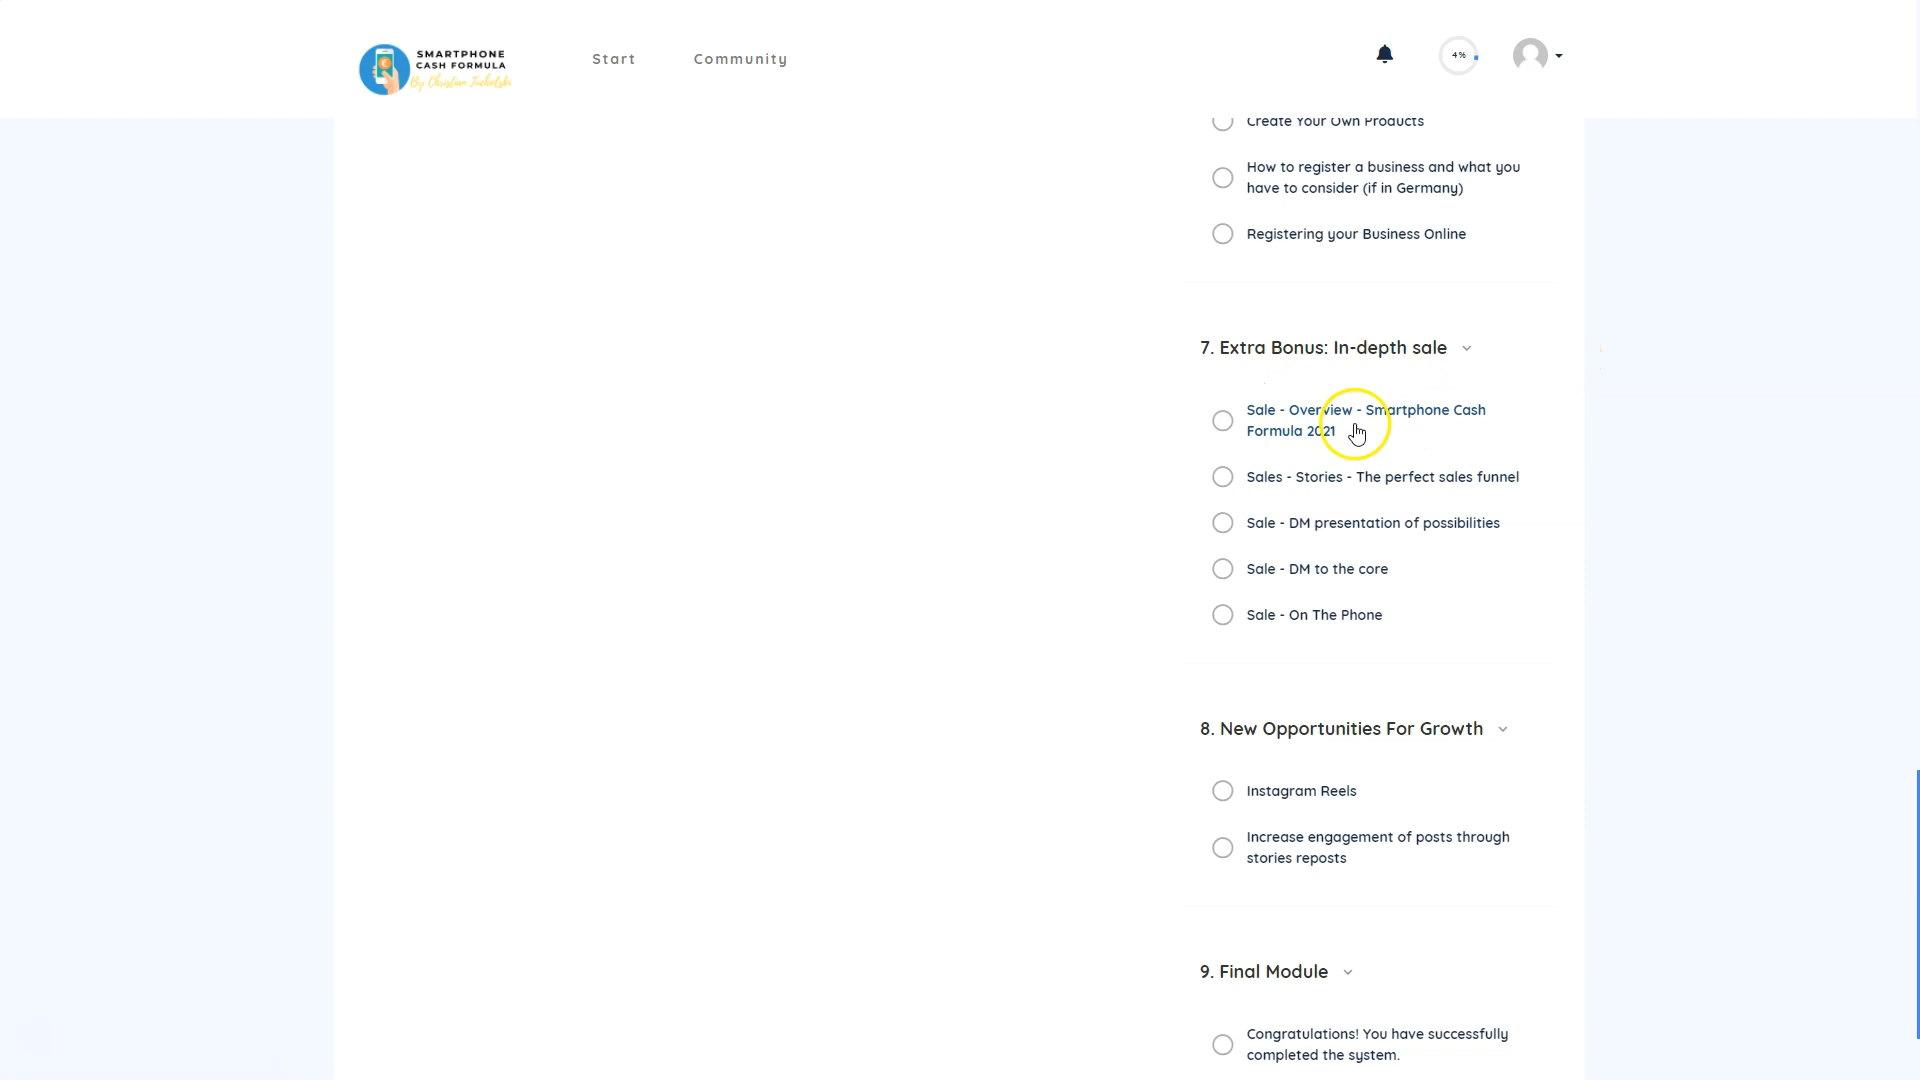 SMARTPHONE
CASH FORMULA
By Christian Jucholski
Start
Community
4%
Create Your Own Products
How to register a business and what you
have to consider (if in Germany)
Registering your Business Online
7. Extra Bonus: In-depth sale
Sale - Overview - Smartphone Cash
Formula 2021
Sales - Stories - The perfect sales funnel
Sale - DM presentation of possibilities
Sale - DM to the core
Sale - On The Phone
8. New Opportunities For Growth
Instagram Reels
Increase engagement of posts through
stories reposts
9. Final Module
Congratulations! You have successfully
completed the system.